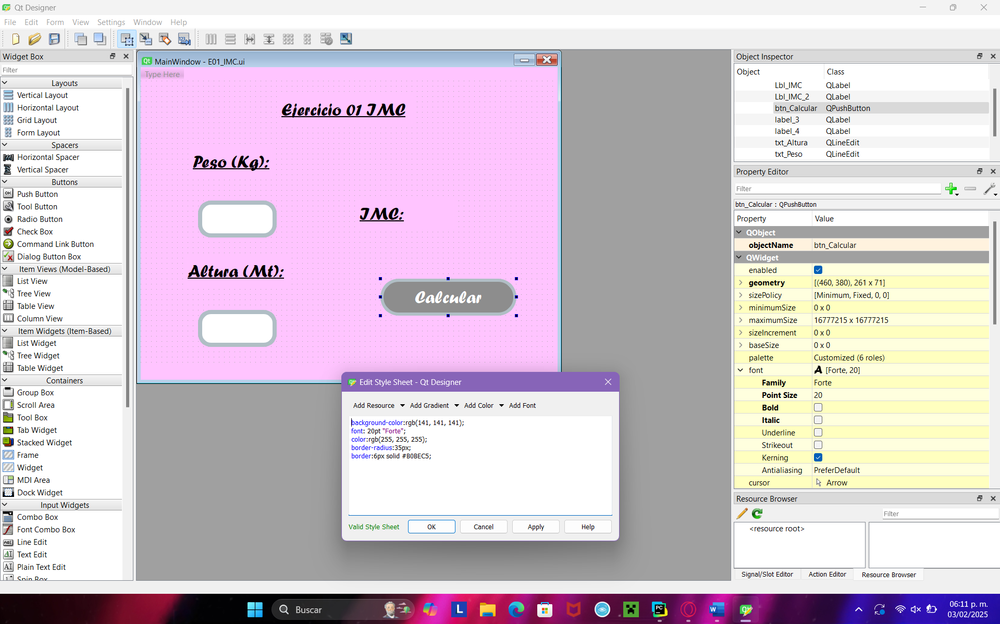 Qt Designer
File Edit Form View Settings Window Help
Widget Box
Filter
Layouts
Vertical Layout
Horizontal Layout
Grid Layout
Form Layout
Spacers
Horizontal Spacer
Vertical Spacer
Buttons
Push Button
Tool Button
Radio Button
Check Box
Command Link Button
Dialog Button Box
Item Views (Model-Based)
List View
Tree View
Table View
Column View
Item Widgets (Item-Based)
List Widget
Tree Widget
Table Widget
Containers
Group Box
Scroll Area
Tool Box
Tab Widget
Stacked Widget
Frame
Widget
MDI Area
Dock Widget
Input Widgets
Combo Box
Font Combo Box
Line Edit
Text Edit
Plain Text Edit
Spin Box
MainWindow - E01_IMC.ui
Type Here
Ejercicio 01 IMC
Peso (Kg):
IMC:
Altura (Mt):
Calcular
Edit Style Sheet - Qt Designer
Add Resource Add Gradient Add Color Add Font
background-color:rgb(141, 141, 141);
font: 20pt "Forte";
color:rgb(255, 255, 255);
border-radius:35px;
border:6px solid #B0BEC5;
Valid Style Sheet OK Cancel Apply Help
Object Inspector
Object Class
Lbl_IMC QLabel
Lbl_IMC_2 QLabel
btn_Calcular QPushButton
label_3 QLabel
label_4 QLabel
txt_Altura QLineEdit
txt_Peso QLineEdit
Property Editor
Filter
btn_Calcular : QPushButton
Property Value
QObject
objectName btn_Calcular
QWidget
enabled
geometry [(460, 380), 261 x 71]
sizePolicy [Minimum, Fixed, 0, 0]
minimumSize 0 x 0
maximumSize 16777215 x 16777215
sizeIncrement 0 x 0
baseSize 0 x 0
palette Customized (6 roles)
font A [Forte, 20]
Family Forte
Point Size 20
Bold
Italic
Underline
Strikeout
Kerning
Antialiasing PreferDefault
cursor Arrow
Resource Browser
Filter
<resource root>
Signal/Slot Editor Action Editor Resource Browser
Buscar
06:11 p. m.
03/02/2025